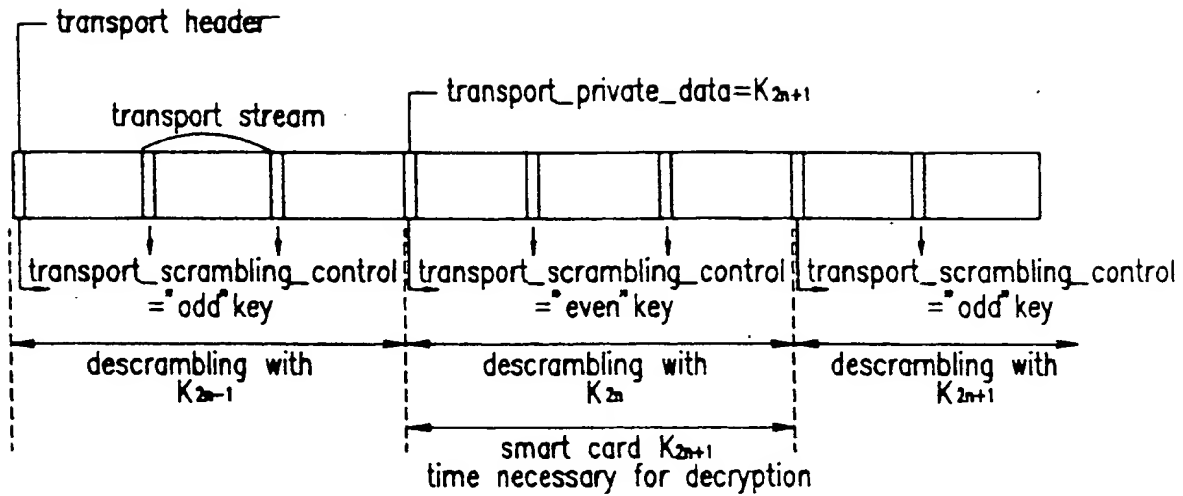 transport header
transport_private_data=K2n+1
transport stream
transport_scrambling_control
="odd" key
transport_scrambling_control
="even" key
transport_scrambling_control
="odd" key
descrambling with
K2n-1
descrambling with
K2n
descrambling with
K2n+1
smart card K2n+1
time necessary for decryption